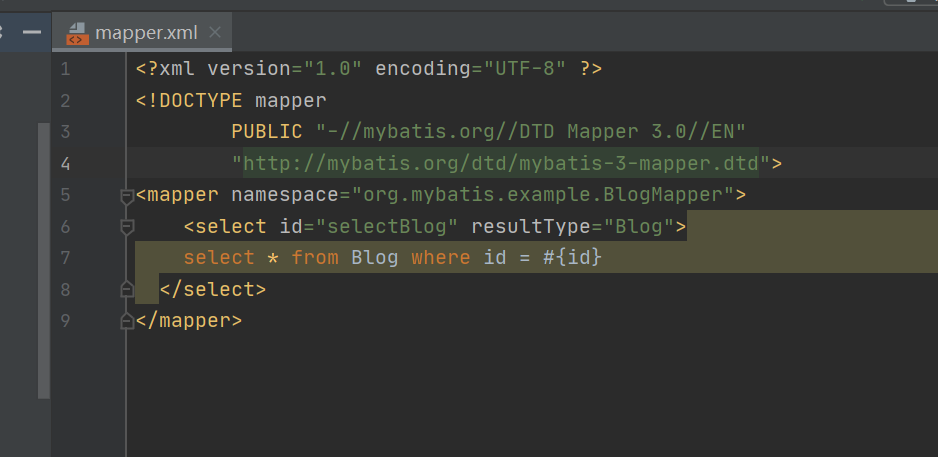 mapper.xml
1 <?xml version="1.0" encoding="UTF-8" ?>
2 <!DOCTYPE mapper
3         PUBLIC "-//mybatis.org//DTD Mapper 3.0//EN"
4         "http://mybatis.org/dtd/mybatis-3-mapper.dtd">
5 <mapper namespace="org.mybatis.example.BlogMapper">
6     <select id="selectBlog" resultType="Blog">
7     select * from Blog where id = #{id}
8   </select>
9 </mapper>